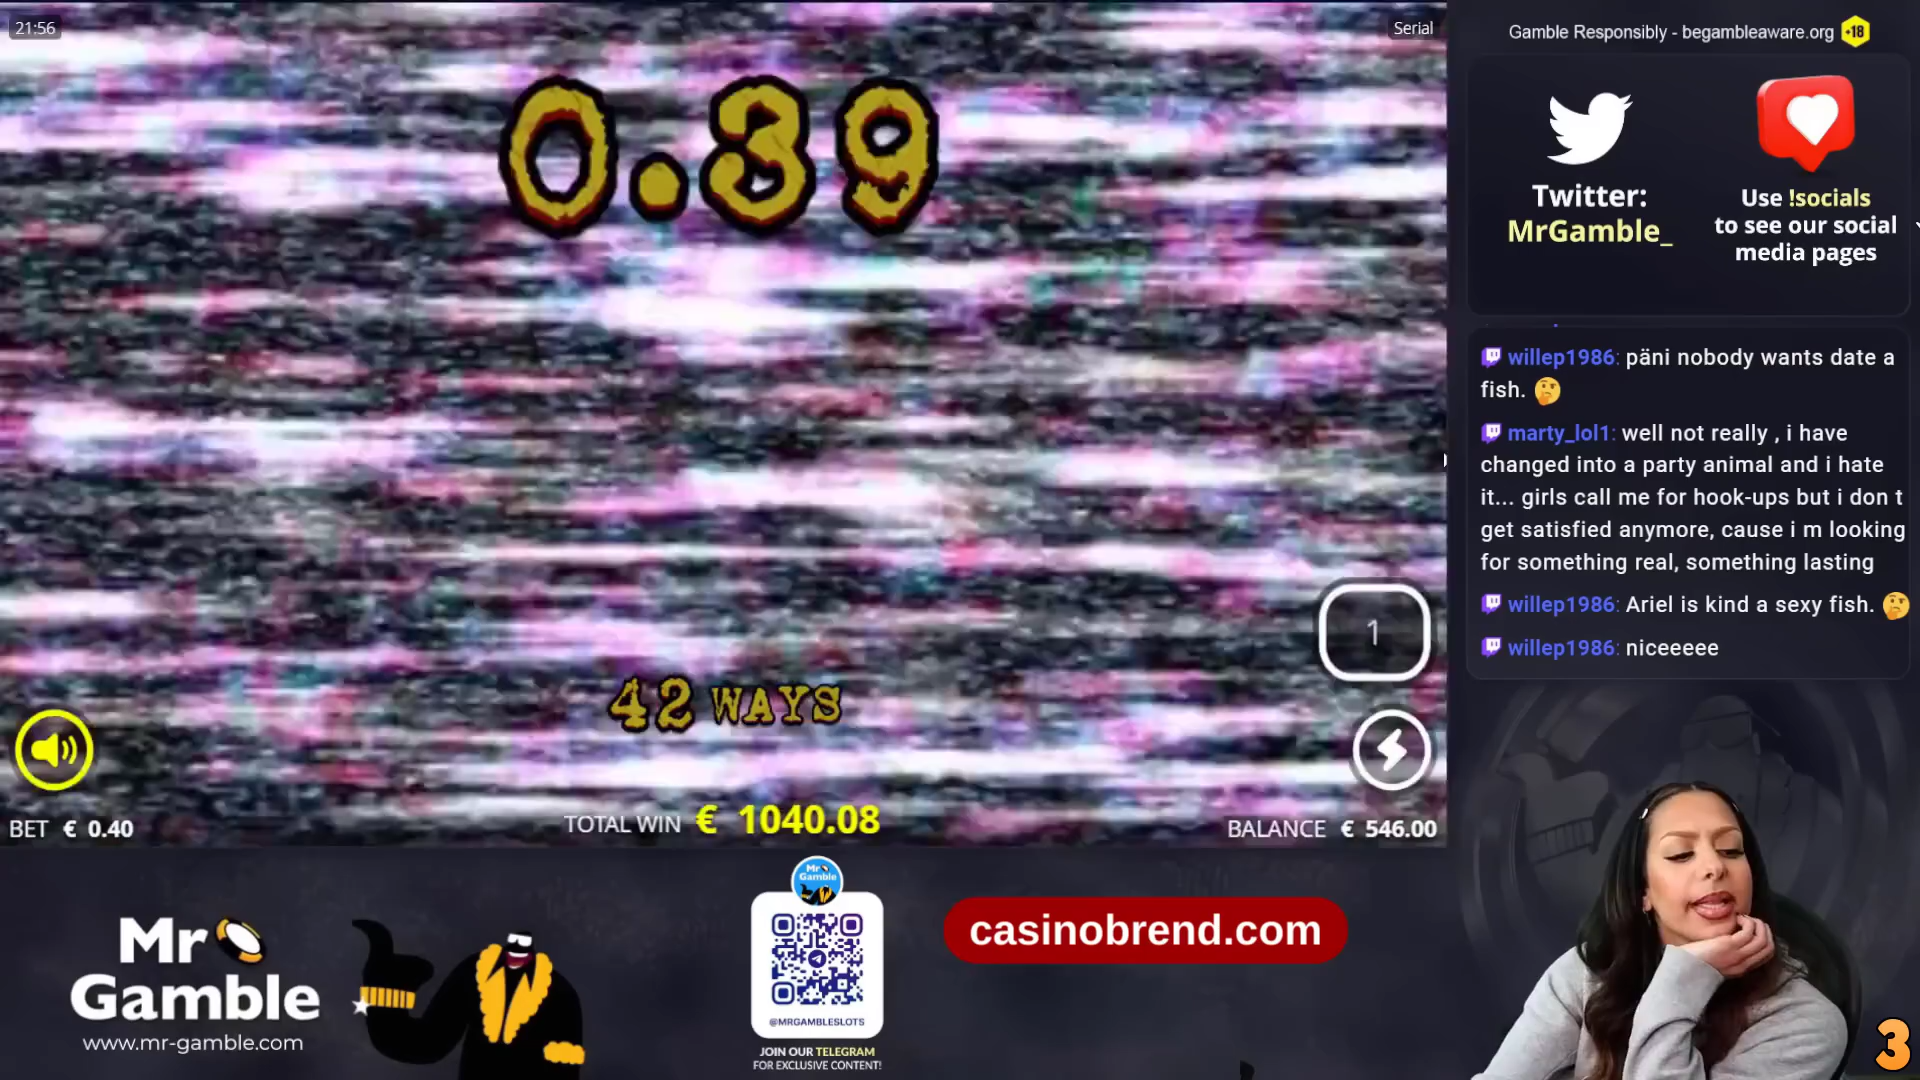 21:56
Serial
0.39
42 WAYS
1
BET € 0.40
TOTAL WIN € 1040.08
BALANCE € 546.00
Gamble Responsibly - begambleaware.org +18
Twitter:
MrGamble_
Use !socials
to see our social
media pages
willep1986: päni nobody wants date a
fish. 🤔
marty_lol1: well not really , i have
changed into a party animal and i hate
it... girls call me for hook-ups but i don t
get satisfied anymore, cause i m looking
for something real, something lasting
willep1986: Ariel is kind a sexy fish. 🤔
willep1986: niceeeee
Mr
Gamble
www.mr-gamble.com
Mr
Gamble
@MRGAMBLESLOTS
JOIN OUR TELEGRAM
FOR EXCLUSIVE CONTENT!
casinobrend.com
3